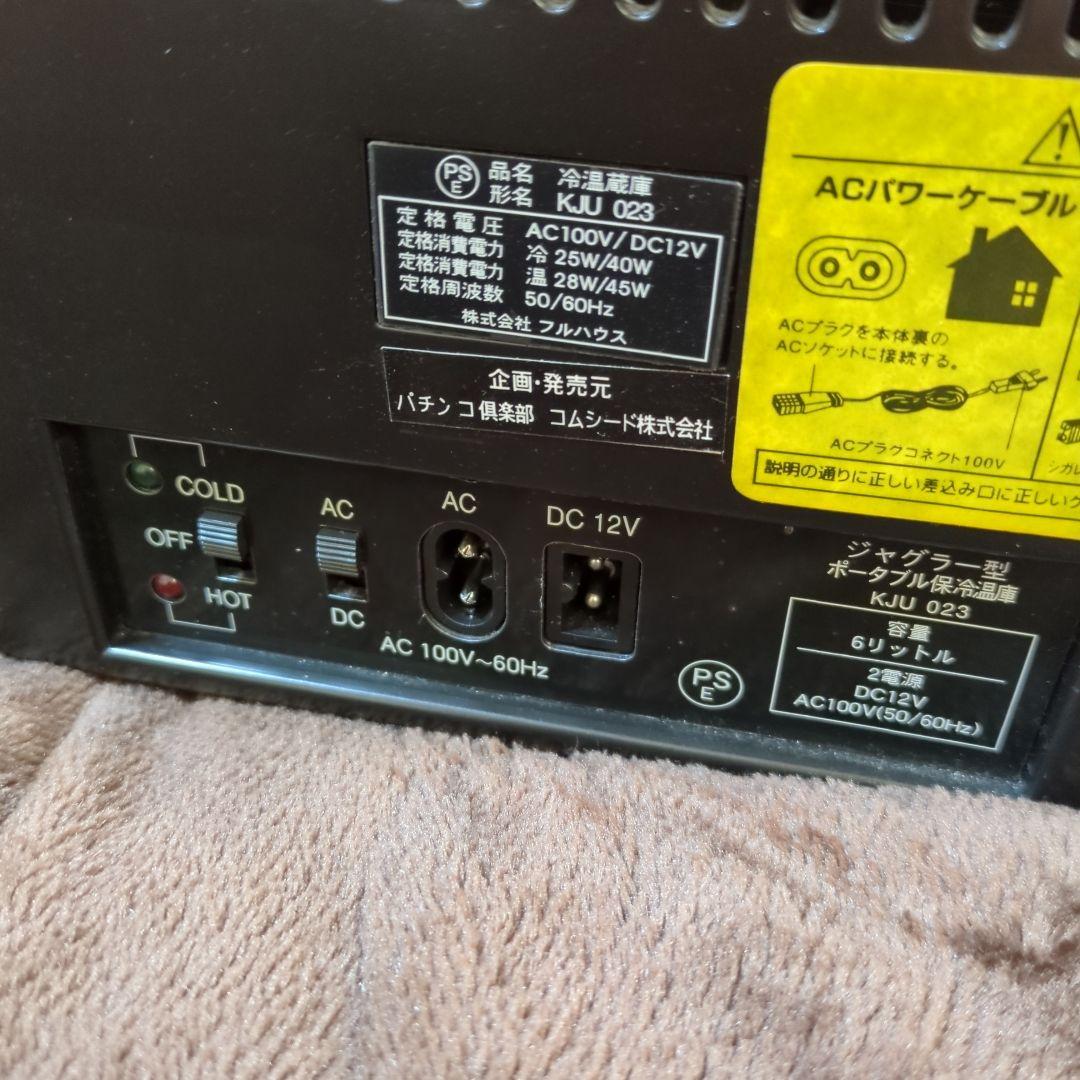 PSE
品名 冷温蔵庫
形名 KJU 023
定格電圧 AC100V/DC12V
定格消費電力 冷 25W/40W
定格消費電力 温 28W/45W
定格周波数 50/60Hz
株式会社 フルハウス
企画・発売元
パチンコ倶楽部 コムシード株式会社
ACパワーケーブル
ACプラグを本体裏の
ACソケットに接続する。
ACプラグコネクト100V
シガレ
説明の通りに正しい差込み口に正しい
COLD
OFF
HOT
AC
DC
AC
AC 100V~60Hz
DC 12V
PSE
ジャグラー型
ポータブル保冷温庫
KJU 023
容量
6リットル
2電源
DC12V
AC100V(50/60Hz)